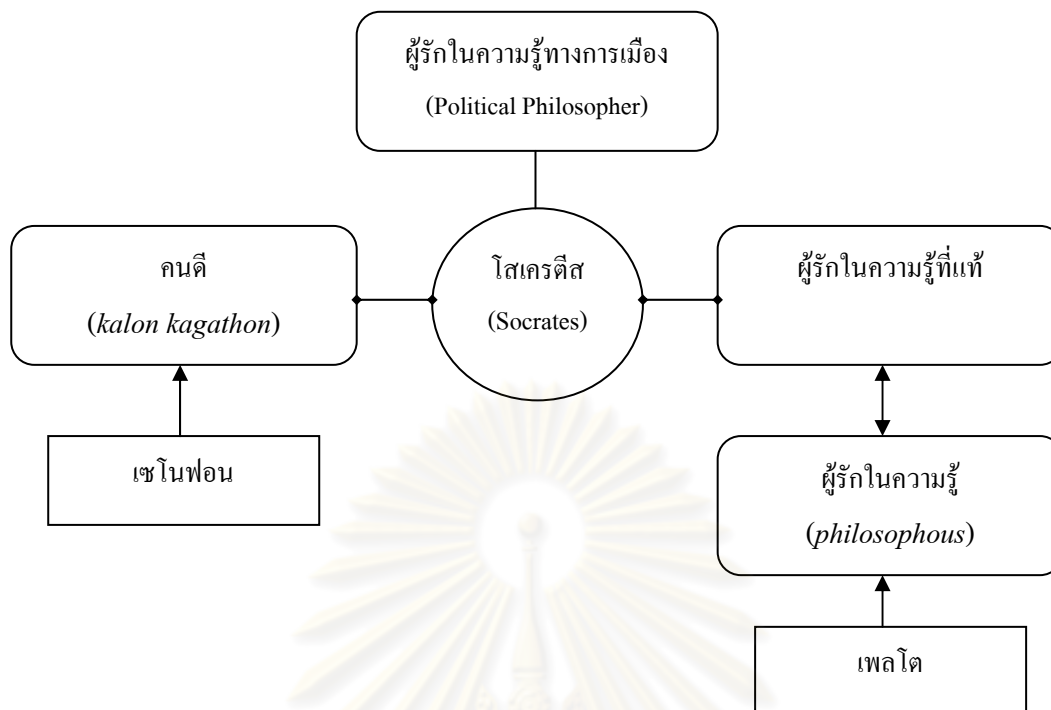 ผู้รักในความรู้ทางการเมือง
(Political Philosopher)
คนดี
(kalon kagathon)
โสเครตีส
(Socrates)
ผู้รักในความรู้ที่แท้
เซโนฟอน
ผู้รักในความรู้
(philosophous)
เพลโต